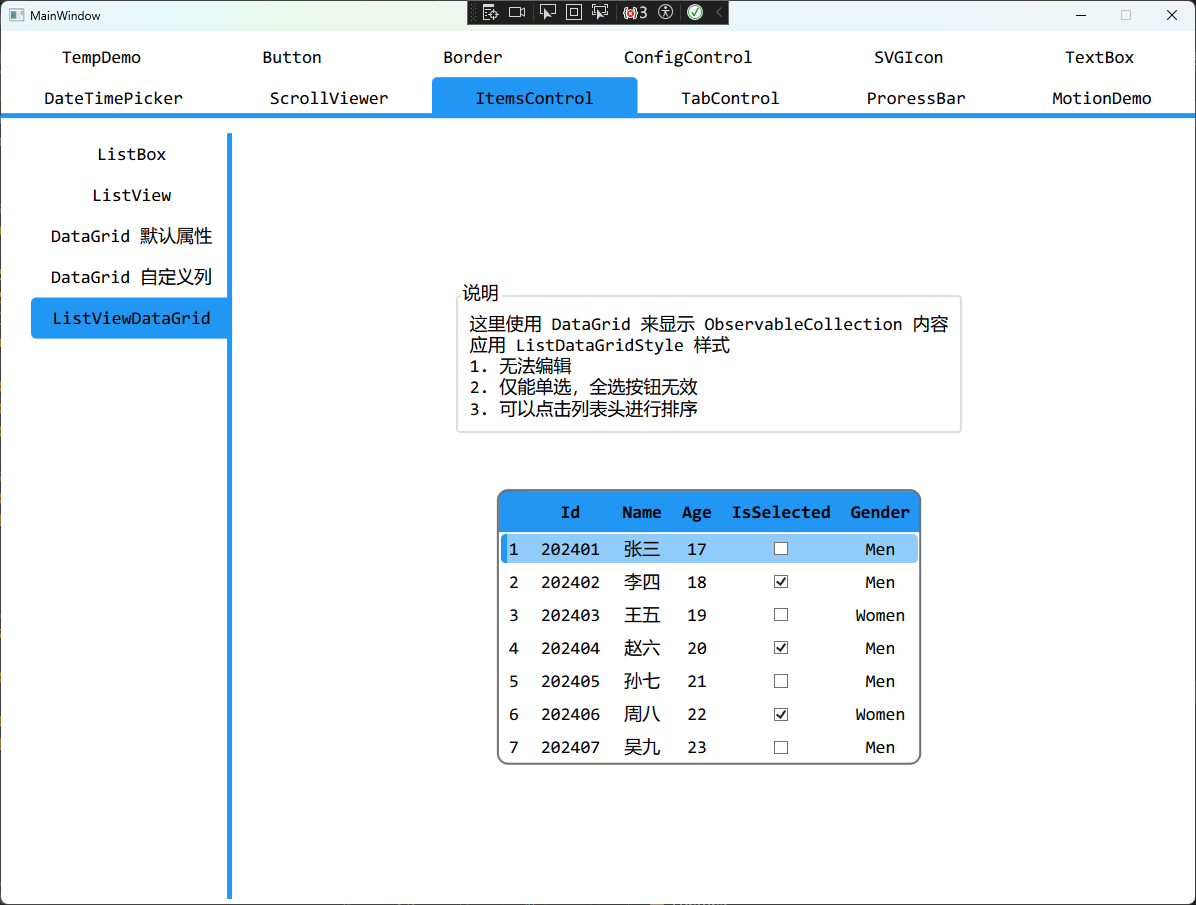 MainWindow
3
TempDemo Button Border ConfigControl SVGIcon TextBox
DateTimePicker ScrollViewer ItemsControl TabControl ProressBar MotionDemo
ListBox
ListView
DataGrid 默认属性
DataGrid 自定义列
ListViewDataGrid
说明
这里使用 DataGrid 来显示 ObservableCollection 内容
应用 ListDataGridStyle 样式
1. 无法编辑
2. 仅能单选，全选按钮无效
3. 可以点击列表头进行排序
Id Name Age IsSelected Gender
1 202401 张三 17 Men
2 202402 李四 18 Men
3 202403 王五 19 Women
4 202404 赵六 20 Men
5 202405 孙七 21 Men
6 202406 周八 22 Women
7 202407 吴九 23 Men